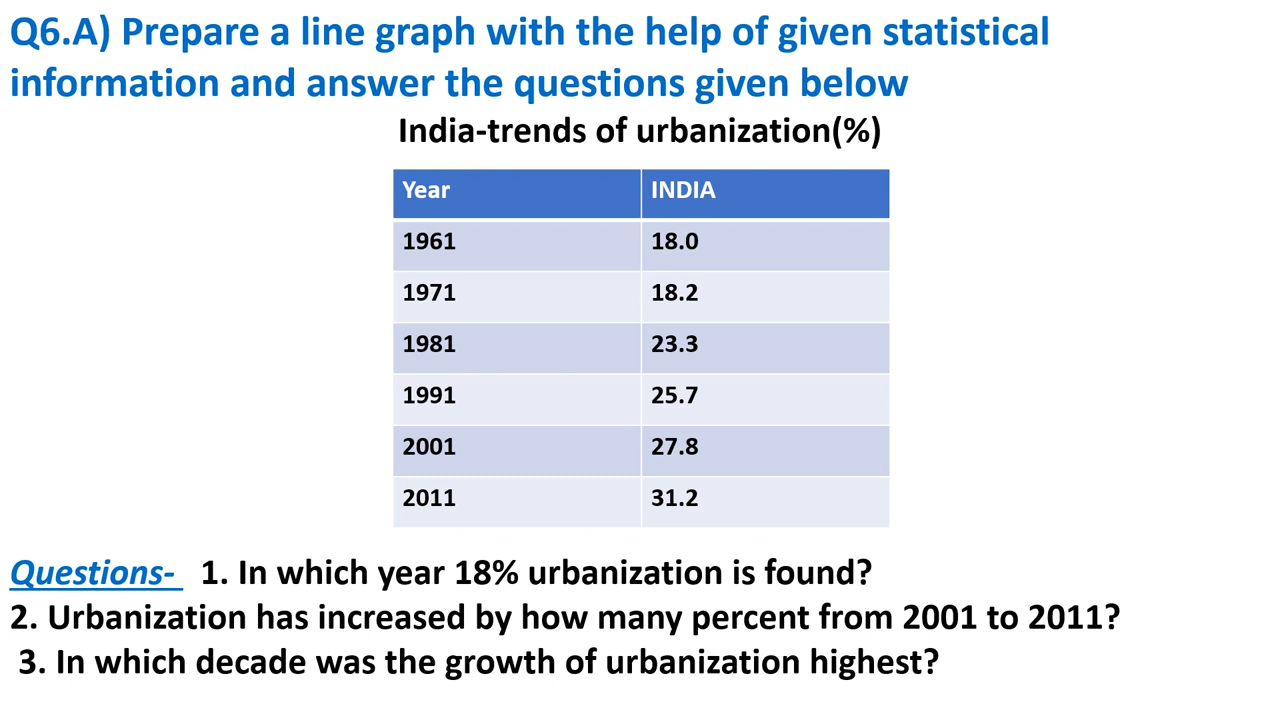 Q6.A) Prepare a line graph with the help of given statistical
information and answer the questions given below
India-trends of urbanization(%)
Year INDIA
1961 18.0
1971 18.2
1981 23.3
1991 25.7
2001 27.8
2011 31.2
Questions- 1. In which year 18% urbanization is found?
2. Urbanization has increased by how many percent from 2001 to 2011?
3. In which decade was the growth of urbanization highest?